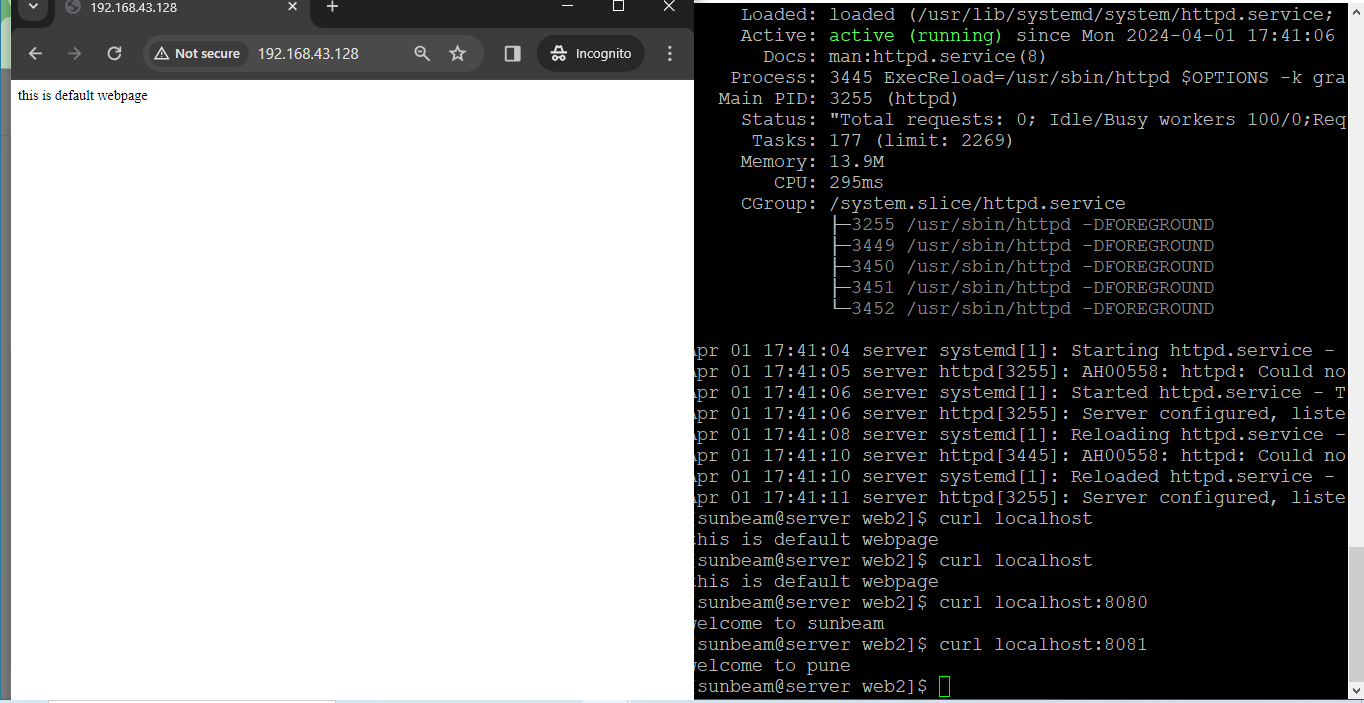 192.168.43.128
Not secure 192.168.43.128 Incognito
this is default webpage
Loaded: loaded (/usr/lib/systemd/system/httpd.service;
Active: active (running) since Mon 2024-04-01 17:41:06
Docs: man:httpd.service(8)
Process: 3445 ExecReload=/usr/sbin/httpd $OPTIONS -k gra
Main PID: 3255 (httpd)
Status: "Total requests: 0; Idle/Busy workers 100/0;Req
Tasks: 177 (limit: 2269)
Memory: 13.9M
CPU: 295ms
CGroup: /system.slice/httpd.service
├─3255 /usr/sbin/httpd -DFOREGROUND
├─3449 /usr/sbin/httpd -DFOREGROUND
├─3450 /usr/sbin/httpd -DFOREGROUND
├─3451 /usr/sbin/httpd -DFOREGROUND
└─3452 /usr/sbin/httpd -DFOREGROUND
pr 01 17:41:04 server systemd[1]: Starting httpd.service -
pr 01 17:41:05 server httpd[3255]: AH00558: httpd: Could no
pr 01 17:41:06 server systemd[1]: Started httpd.service - T
pr 01 17:41:06 server httpd[3255]: Server configured, liste
pr 01 17:41:08 server systemd[1]: Reloading httpd.service -
pr 01 17:41:10 server httpd[3445]: AH00558: httpd: Could no
pr 01 17:41:10 server systemd[1]: Reloaded httpd.service -
pr 01 17:41:11 server httpd[3255]: Server configured, liste
sunbeam@server web2]$ curl localhost
this is default webpage
sunbeam@server web2]$ curl localhost
this is default webpage
sunbeam@server web2]$ curl localhost:8080
welcome to sunbeam
sunbeam@server web2]$ curl localhost:8081
welcome to pune
sunbeam@server web2]$